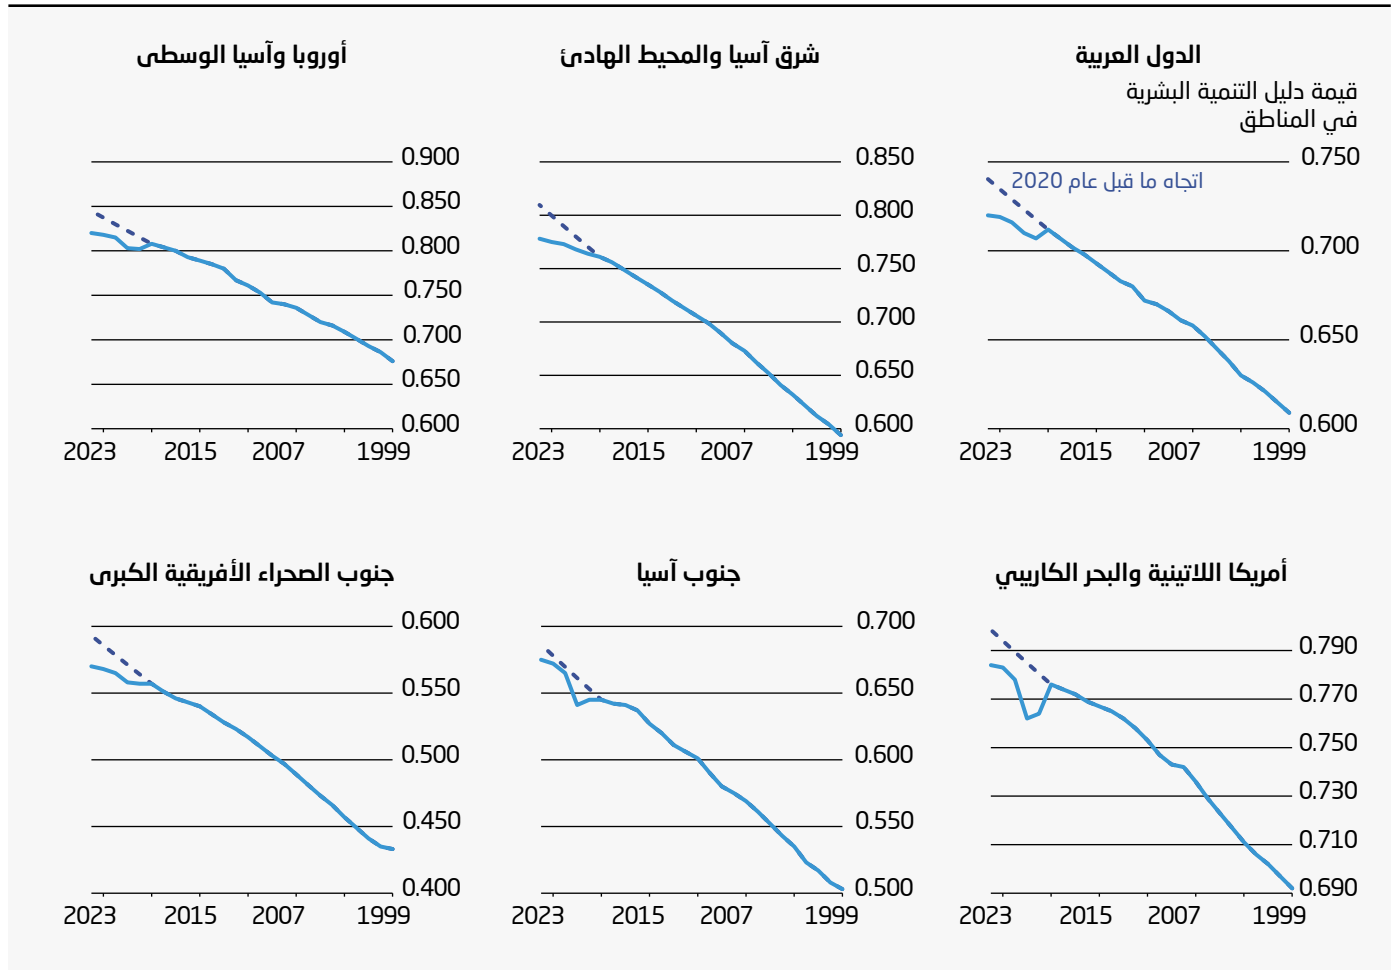 الدول العربية
قيمة دليل التنمية البشرية
في المناطق
0.750
اتجاه ما قبل عام 2020
0.700
0.650
0.600
1999 2007 2015 2023
شرق آسيا والمحيط الهادئ
0.850
0.800
0.750
0.700
0.650
0.600
1999 2007 2015 2023
أوروبا وآسيا الوسطى
0.900
0.850
0.800
0.750
0.700
0.650
0.600
1999 2007 2015 2023
أمريكا اللاتينية والبحر الكاريبي
0.790
0.770
0.750
0.730
0.710
0.690
1999 2007 2015 2023
جنوب آسيا
0.700
0.650
0.600
0.550
0.500
1999 2007 2015 2023
جنوب الصحراء الأفريقية الكبرى
0.600
0.550
0.500
0.450
0.400
1999 2007 2015 2023